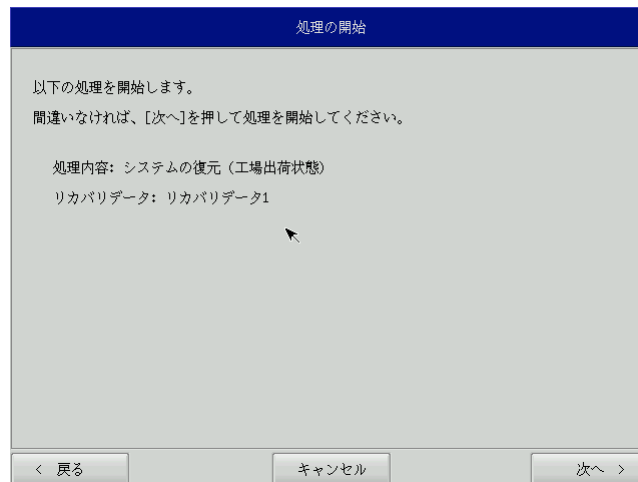 処理の開始
以下の処理を開始します。
間違いなければ、[次へ]を押して処理を開始してください。
処理内容: システムの復元（工場出荷状態）
リカバリデータ: リカバリデータ1
< 戻る
キャンセル
次へ >